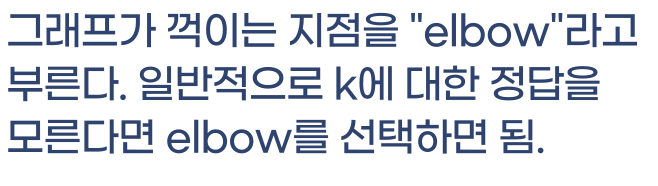 그래프가 꺽이는 지점을 "elbow"라고
부른다. 일반적으로 k에 대한 정답을
모른다면 elbow를 선택하면 됨.